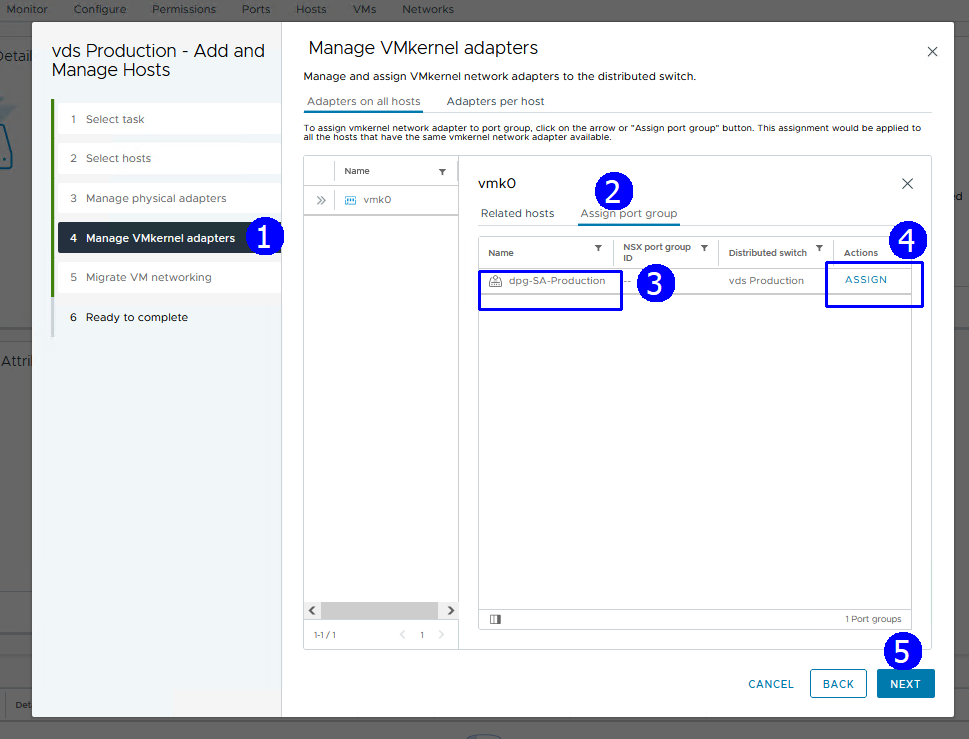 Monitor Configure Permissions Ports Hosts VMs Networks
vds Production - Add and
Manage Hosts
1 Select task
2 Select hosts
3 Manage physical adapters
4 Manage VMkernel adapters
1
5 Migrate VM networking
6 Ready to complete
Manage VMkernel adapters
Manage and assign VMkernel network adapters to the distributed switch.
Adapters on all hosts Adapters per host
To assign vmkernel network adapter to port group, click on the arrow or "Assign port group" button. This assignment would be applied to
all the hosts that have the same vmkernel network adapter available.
Name
vmk0
1-1 / 1
1
vmk0
2
Related hosts Assign port group
Name
NSX port group
ID
Distributed switch
Actions
4
dpg-SA-Production -- vds Production ASSIGN
3
1 Port groups
5
CANCEL BACK NEXT